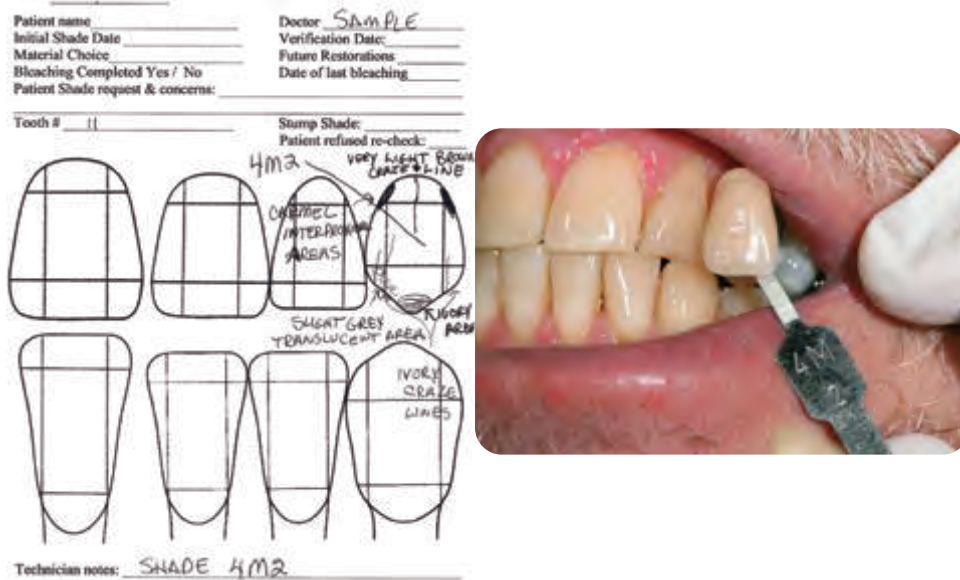 Patient name
Doctor SAMPLE
Initial Shade Date
Verification Date:
Material Choice
Future Restorations
Bleaching Completed Yes / No
Date of last bleaching
Patient Shade request & concerns:
Tooth # 11
Stump Shade:
Patient refused re-check:
4M2
VERY LIGHT BROWN
CRAZE LINE
INTERPROXIMAL
AREAS
IVORY
AREA
SLIGHT GREY
TRANSLUCENT AREA
IVORY
CRAZE
LINES
Technician notes: SHADE 4M2
4M
2